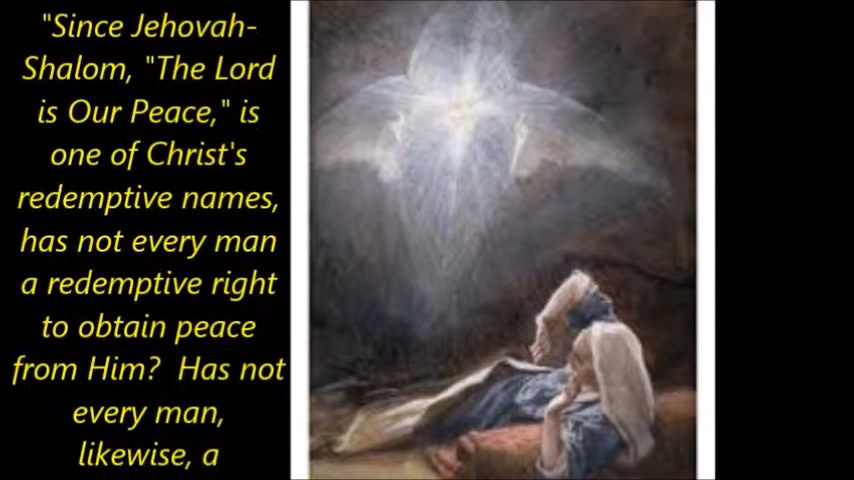 "Since Jehovah-
Shalom, "The Lord
is Our Peace," is
one of Christ's
redemptive names,
has not every man
a redemptive right
to obtain peace
from Him?  Has not
every man,
likewise, a